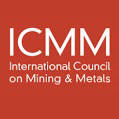 ICMM
International Council
on Mining & Metals